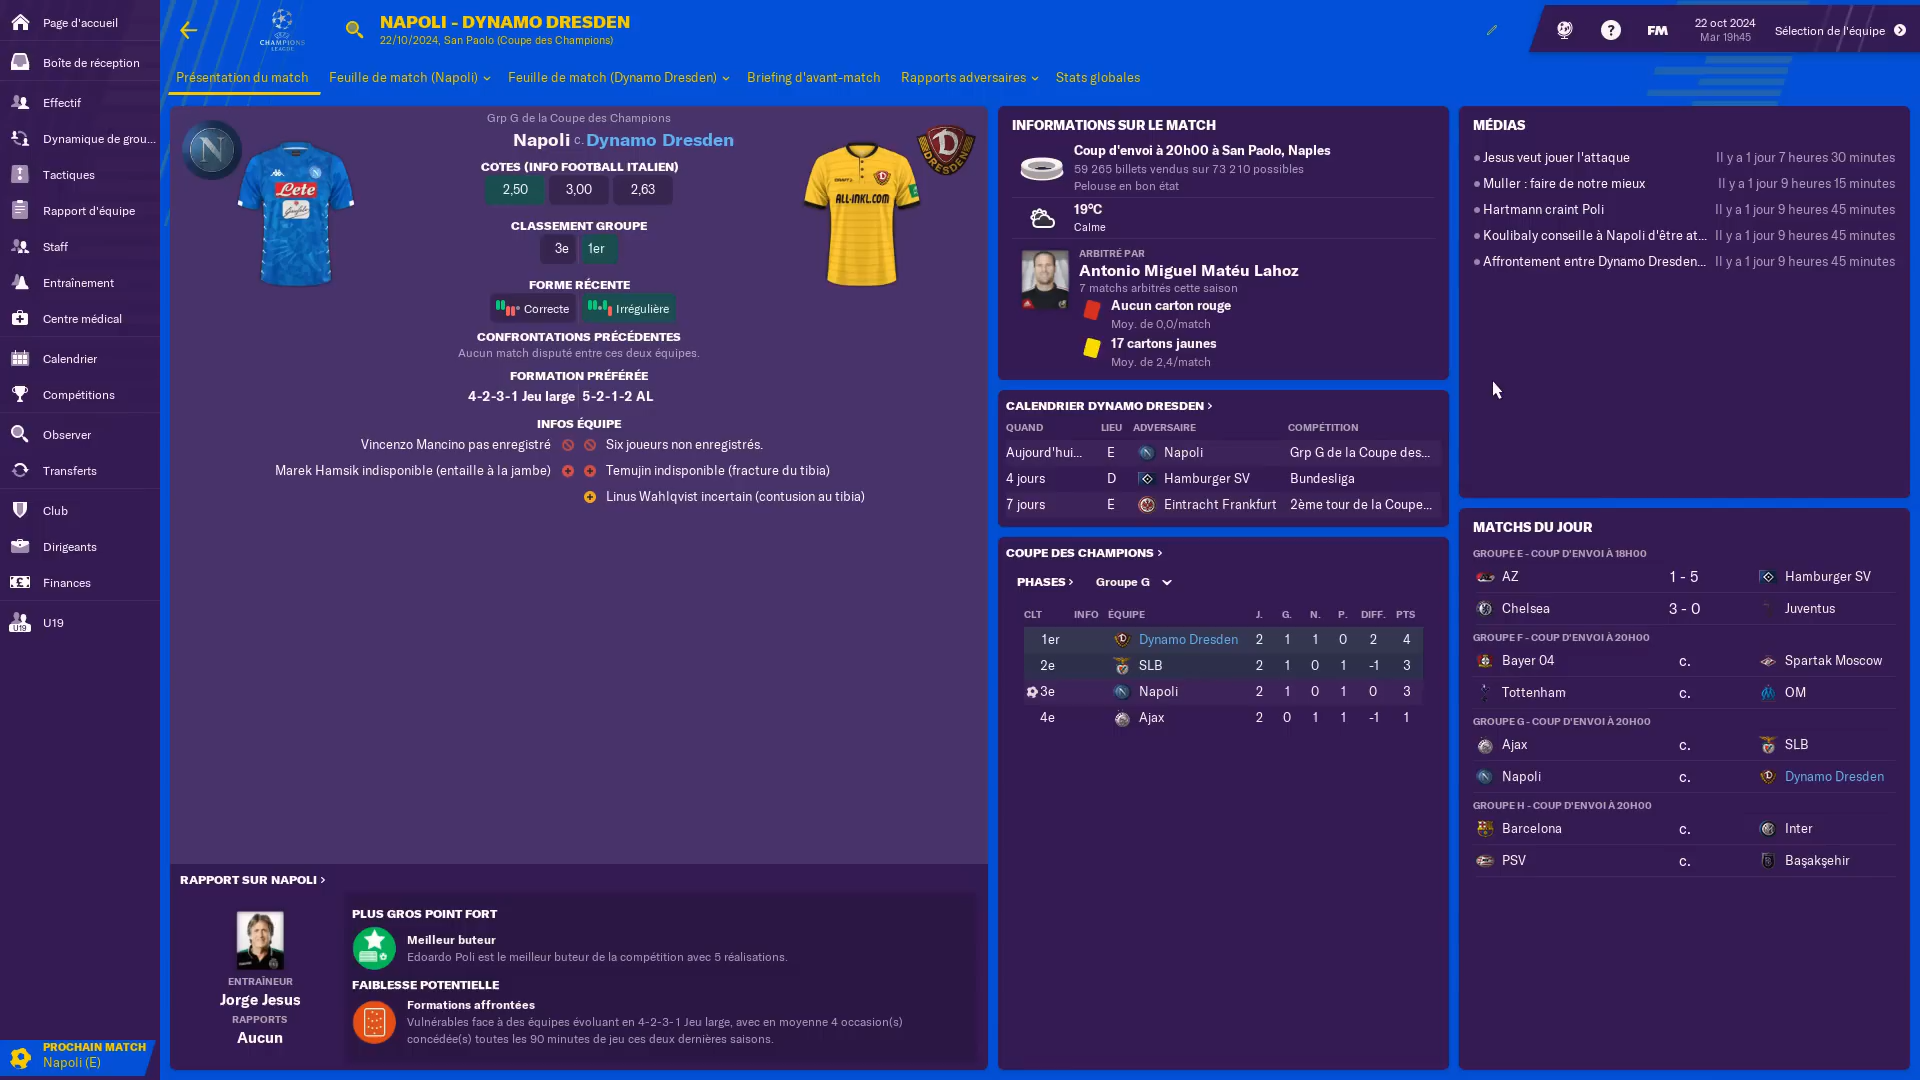 Page d'accueil
Boîte de réception
Effectif
Dynamique de grou...
Tactiques
Rapport d'équipe
Staff
Entraînement
Centre médical
Calendrier
Compétitions
Observer
Transferts
Club
Dirigeants
Finances
U19
U19
PROCHAIN MATCH
Napoli (E)
CHAMPIONS
LEAGUE
NAPOLI - DYNAMO DRESDEN
22/10/2024, San Paolo (Coupe des Champions)
FM
22 oct 2024
Mar 19h45
Sélection de l'équipe
Présentation du match
Feuille de match (Napoli)
Feuille de match (Dynamo Dresden)
Briefing d'avant-match
Rapports adversaires
Stats globales
Grp G de la Coupe des Champions
Napoli c. Dynamo Dresden
N
Lete
D
DRESDEN
ALL-INKL.COM
COTES (INFO FOOTBALL ITALIEN)
2,50 3,00 2,63
CLASSEMENT GROUPE
3e 1er
FORME RÉCENTE
Correcte Irrégulière
CONFRONTATIONS PRÉCÉDENTES
Aucun match disputé entre ces deux équipes.
FORMATION PRÉFÉRÉE
4-2-3-1 Jeu large 5-2-1-2 AL
INFOS ÉQUIPE
Vincenzo Mancino pas enregistré Six joueurs non enregistrés.
Marek Hamsik indisponible (entaille à la jambe) Temujin indisponible (fracture du tibia)
Linus Wahlqvist incertain (contusion au tibia)
RAPPORT SUR NAPOLI
ENTRAÎNEUR
Jorge Jesus
RAPPORTS
Aucun
PLUS GROS POINT FORT
Meilleur buteur
Edoardo Poli est le meilleur buteur de la compétition avec 5 réalisations.
FAIBLESSE POTENTIELLE
Formations affrontées
Vulnérables face à des équipes évoluant en 4-2-3-1 Jeu large, avec en moyenne 4 occasion(s)
concédée(s) toutes les 90 minutes de jeu ces deux dernières saisons.
INFORMATIONS SUR LE MATCH
Coup d'envoi à 20h00 à San Paolo, Naples
59 265 billets vendus sur 73 210 possibles
Pelouse en bon état
19°C
Calme
ARBITRÉ PAR
Antonio Miguel Matéu Lahoz
7 matchs arbitrés cette saison
Aucun carton rouge
Moy. de 0,0/match
17 cartons jaunes
Moy. de 2,4/match
CALENDRIER DYNAMO DRESDEN
QUAND LIEU ADVERSAIRE COMPÉTITION
Aujourd'hui... E Napoli Grp G de la Coupe des...
4 jours D Hamburger SV Bundesliga
7 jours E Eintracht Frankfurt 2ème tour de la Coupe...
COUPE DES CHAMPIONS
PHASES Groupe G
CLT INFO ÉQUIPE J. G. N. P. DIFF. PTS
1er Dynamo Dresden 2 1 1 0 2 4
2e SLB 2 1 0 1 -1 3
3e Napoli 2 1 0 1 0 3
4e Ajax 2 0 1 1 -1 1
MÉDIAS
Jesus veut jouer l'attaque Il y a 1 jour 7 heures 30 minutes
Muller : faire de notre mieux Il y a 1 jour 9 heures 15 minutes
Hartmann craint Poli Il y a 1 jour 9 heures 45 minutes
Koulibaly conseille à Napoli d'être at... Il y a 1 jour 9 heures 45 minutes
Affrontement entre Dynamo Dresden... Il y a 1 jour 9 heures 45 minutes
MATCHS DU JOUR
GROUPE E - COUP D'ENVOI À 18H00
AZ 1 - 5 Hamburger SV
Chelsea 3 - 0 Juventus
GROUPE F - COUP D'ENVOI À 20H00
Bayer 04 c. Spartak Moscow
Tottenham c. OM
GROUPE G - COUP D'ENVOI À 20H00
Ajax c. SLB
Napoli c. Dynamo Dresden
GROUPE H - COUP D'ENVOI À 20H00
Barcelona c. Inter
PSV c. Başakşehir